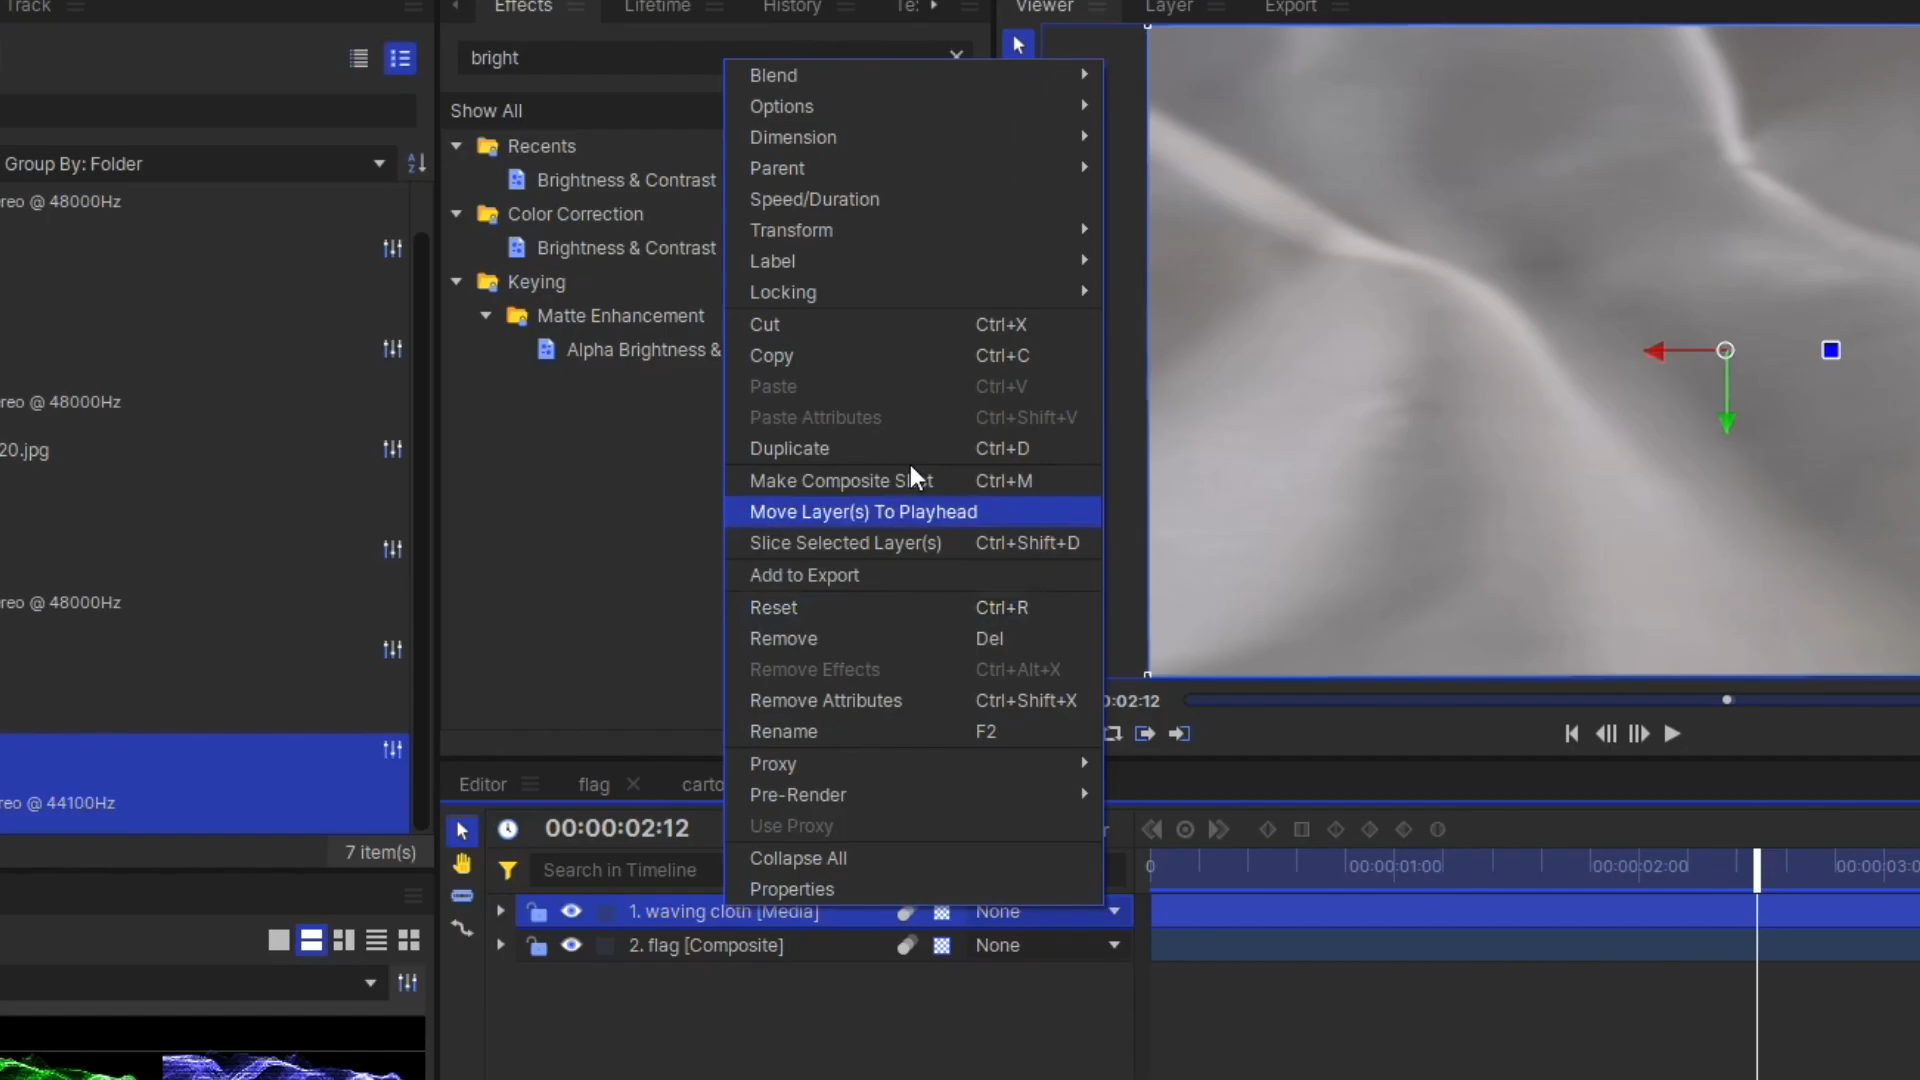 Track
Effects
Lifetime
History
Te:
Viewer
Layer
Export
bright
Show All
Recents
Brightness & Contrast
Color Correction
Brightness & Contrast
Keying
Matte Enhancement
Alpha Brightness &
Group By: Folder
reo @ 48000Hz
reo @ 48000Hz
20.jpg
reo @ 48000Hz
reo @ 44100Hz
7 item(s)
Blend
Options
Dimension
Parent
Speed/Duration
Transform
Label
Locking
Cut Ctrl+X
Copy Ctrl+C
Paste Ctrl+V
Paste Attributes Ctrl+Shift+V
Duplicate Ctrl+D
Make Composite Shot Ctrl+M
Move Layer(s) To Playhead
Slice Selected Layer(s) Ctrl+Shift+D
Add to Export
Reset Ctrl+R
Remove Del
Remove Effects Ctrl+Alt+X
Remove Attributes Ctrl+Shift+X
Rename F2
Proxy
Pre-Render
Use Proxy
Collapse All
Properties
0:02:12
Editor
flag
carto
00:00:02:12
r
Search in Timeline
0
00:00:01:00
00:00:02:00
00:00:03:0
1. waving cloth [Media]
None
2. flag [Composite]
None